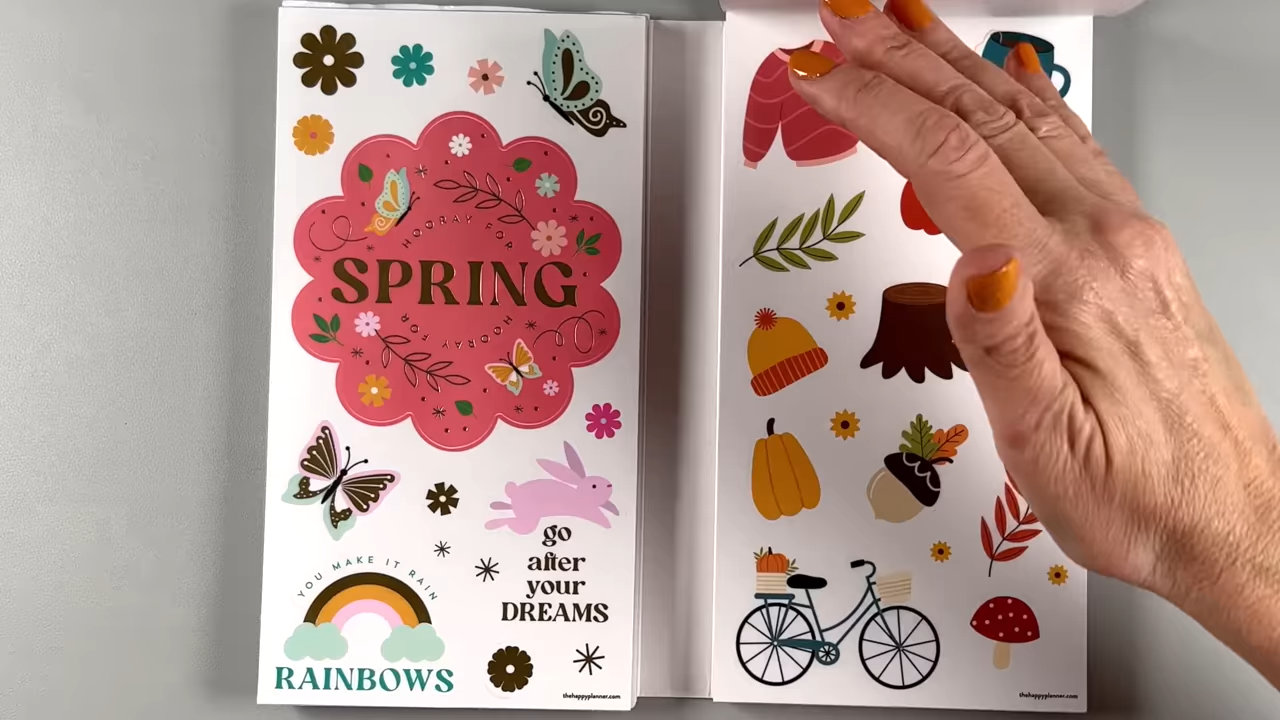 HOORAY FOR
SPRING
HOORAY FOR
YOU MAKE IT RAIN
RAINBOWS
go
after
your
DREAMS
thehappyplanner.com
thehappyplanner.com